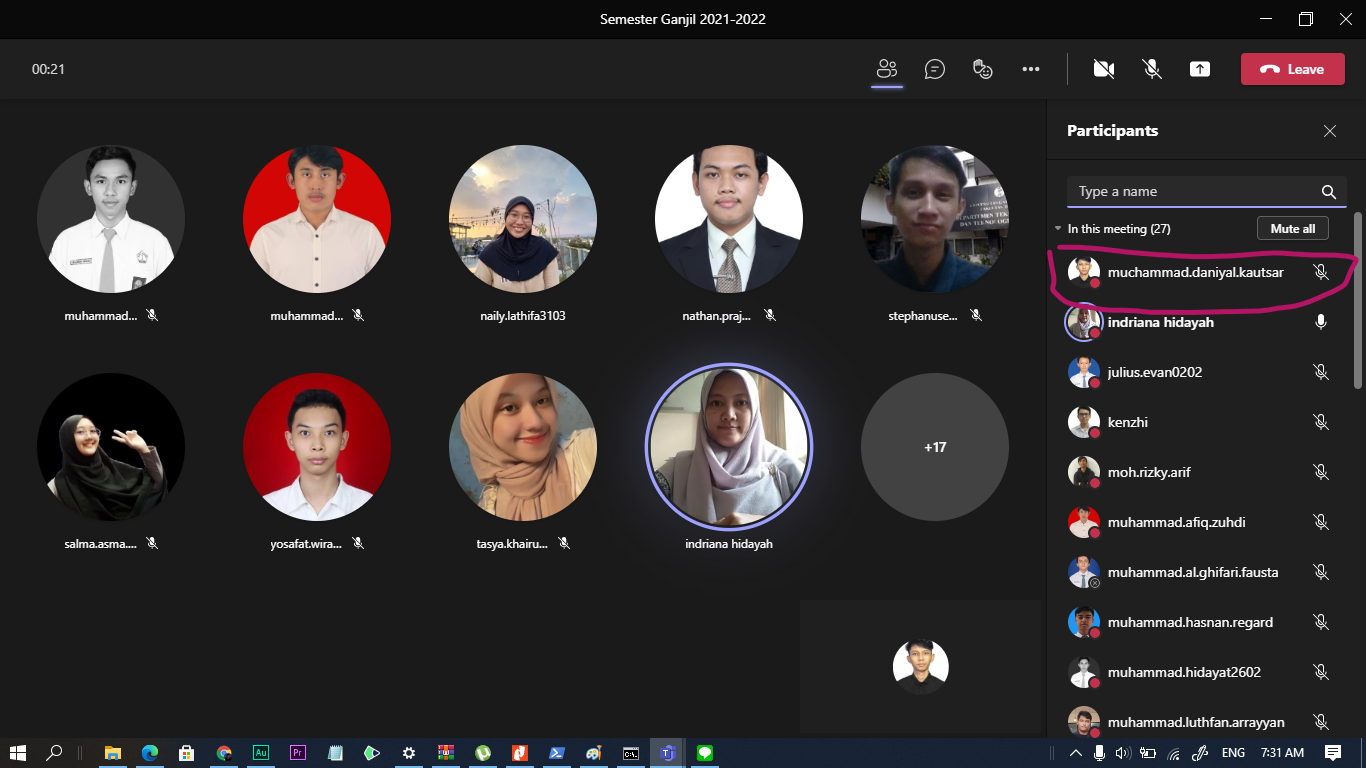 Semester Ganjil 2021-2022
00:21
Leave
muhammad...
muhammad...
naily.lathifa3103
nathan.praj...
stephanuse...
salma.asma....
yosafat.wira...
tasya.khairu...
indriana hidayah
+17
Participants
Type a name
In this meeting (27)
Mute all
muchammad.daniyal.kautsar
indriana hidayah
julius.evan0202
kenzhi
moh.rizky.arif
muhammad.afiq.zuhdi
muhammad.al.ghifari.fausta
muhammad.hasnan.regard
muhammad.hidayat2602
muhammad.luthfan.arrayyan
Au
Pr
ENG
7:31 AM